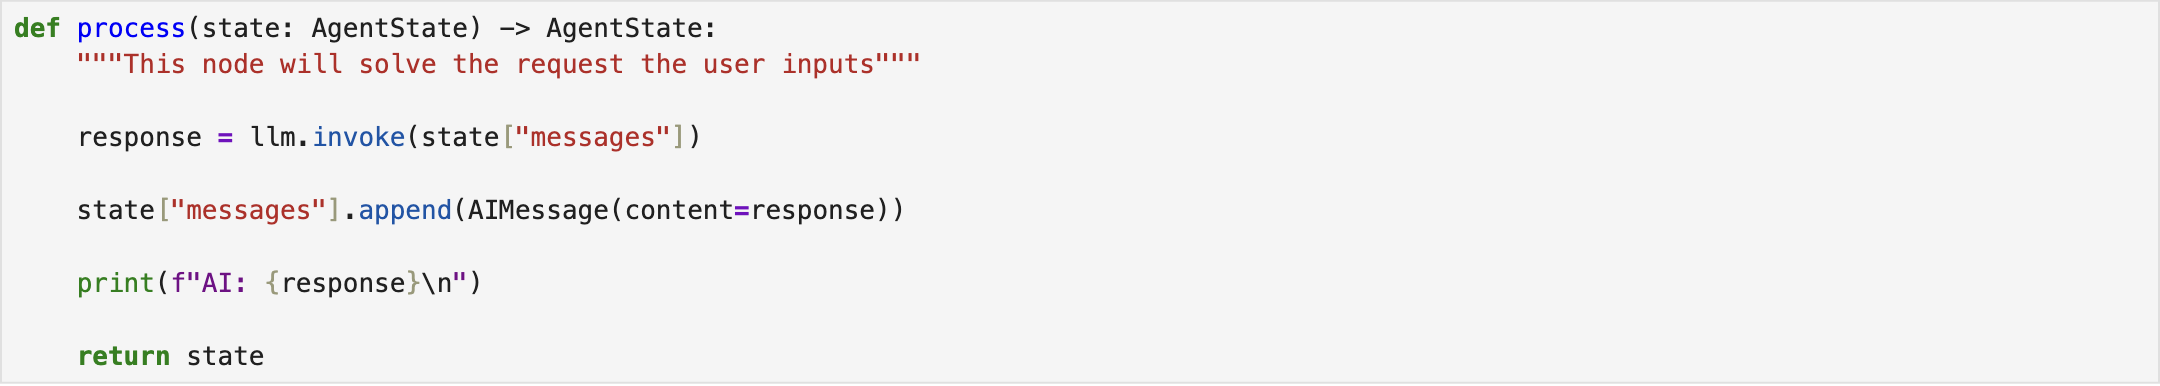 def process(state: AgentState) -> AgentState:
    """This node will solve the request the user inputs"""
    response = llm.invoke(state["messages"])
    state["messages"].append(AIMessage(content=response))
    print(f"AI: {response}\n")
    return state